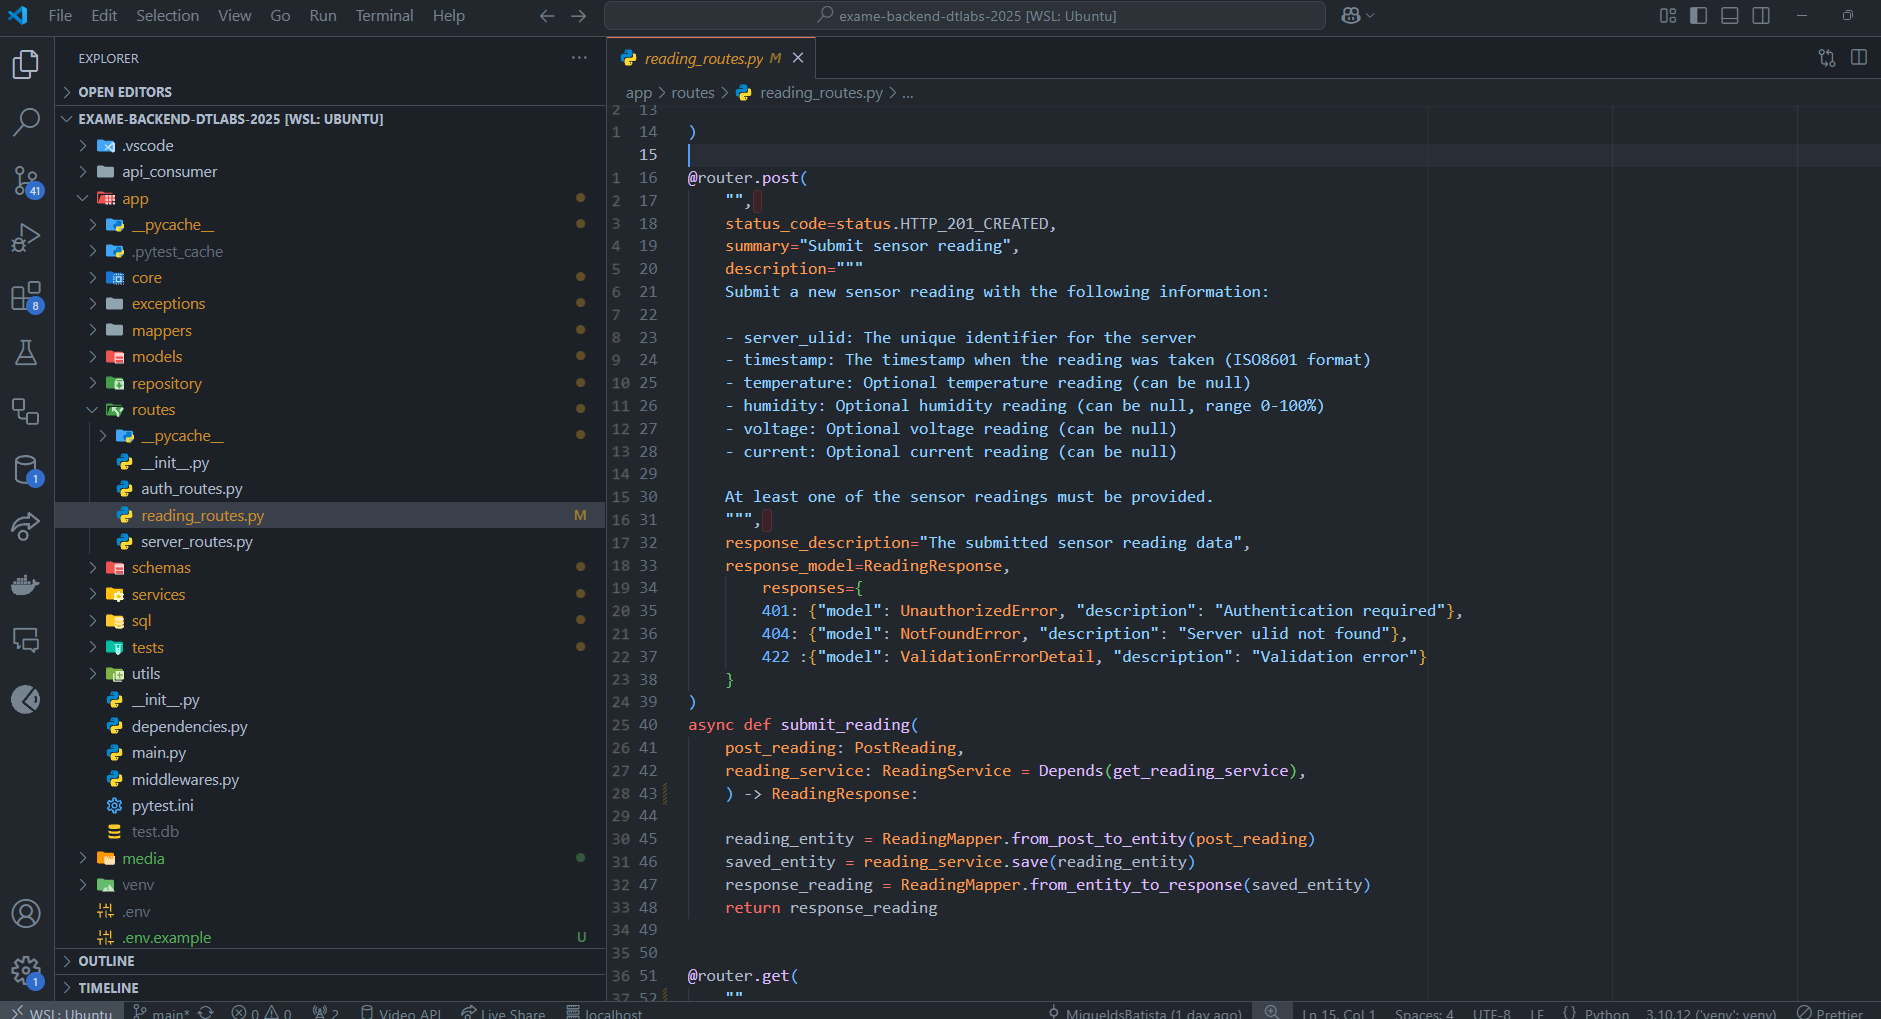 File Edit Selection View Go Run Terminal Help
exame-backend-dtlabs-2025 [WSL: Ubuntu]
EXPLORER
OPEN EDITORS
EXAME-BACKEND-DTLABS-2025 [WSL: UBUNTU]
.vscode
api_consumer
app
__pycache__
.pytest_cache
core
exceptions
mappers
models
repository
routes
__pycache__
__init__.py
auth_routes.py
reading_routes.py M
server_routes.py
schemas
services
sql
tests
utils
__init__.py
dependencies.py
main.py
middlewares.py
pytest.ini
test.db
media
venv
.env
.env.example U
OUTLINE
TIMELINE
41
8
1
1
reading_routes.py M
app > routes > reading_routes.py > ...
2 13
1 14 )
15
1 16 @router.post(
2 17 "",
3 18 status_code=status.HTTP_201_CREATED,
4 19 summary="Submit sensor reading",
5 20 description="""
6 21 Submit a new sensor reading with the following information:
7 22
8 23 - server_ulid: The unique identifier for the server
9 24 - timestamp: The timestamp when the reading was taken (ISO8601 format)
10 25 - temperature: Optional temperature reading (can be null)
11 26 - humidity: Optional humidity reading (can be null, range 0-100%)
12 27 - voltage: Optional voltage reading (can be null)
13 28 - current: Optional current reading (can be null)
14 29
15 30 At least one of the sensor readings must be provided.
16 31 """,
17 32 response_description="The submitted sensor reading data",
18 33 response_model=ReadingResponse,
19 34 responses={
20 35 401: {"model": UnauthorizedError, "description": "Authentication required"},
21 36 404: {"model": NotFoundError, "description": "Server ulid not found"},
22 37 422 :{"model": ValidationErrorDetail, "description": "Validation error"}
23 38 }
24 39 )
25 40 async def submit_reading(
26 41 post_reading: PostReading,
27 42 reading_service: ReadingService = Depends(get_reading_service),
28 43 ) -> ReadingResponse:
29 44
30 45 reading_entity = ReadingMapper.from_post_to_entity(post_reading)
31 46 saved_entity = reading_service.save(reading_entity)
32 47 response_reading = ReadingMapper.from_entity_to_response(saved_entity)
33 48 return response_reading
34 49
35 50
36 51 @router.get(
37 52 ""
WSL: Ubuntu main* 0 0 2 Video API Live Share localhost MigueldsBatista (1 day ago) Ln 15, Col 1 Spaces: 4 UTF-8 LF {} Python 3.10.12 ('venv': venv) Prettier